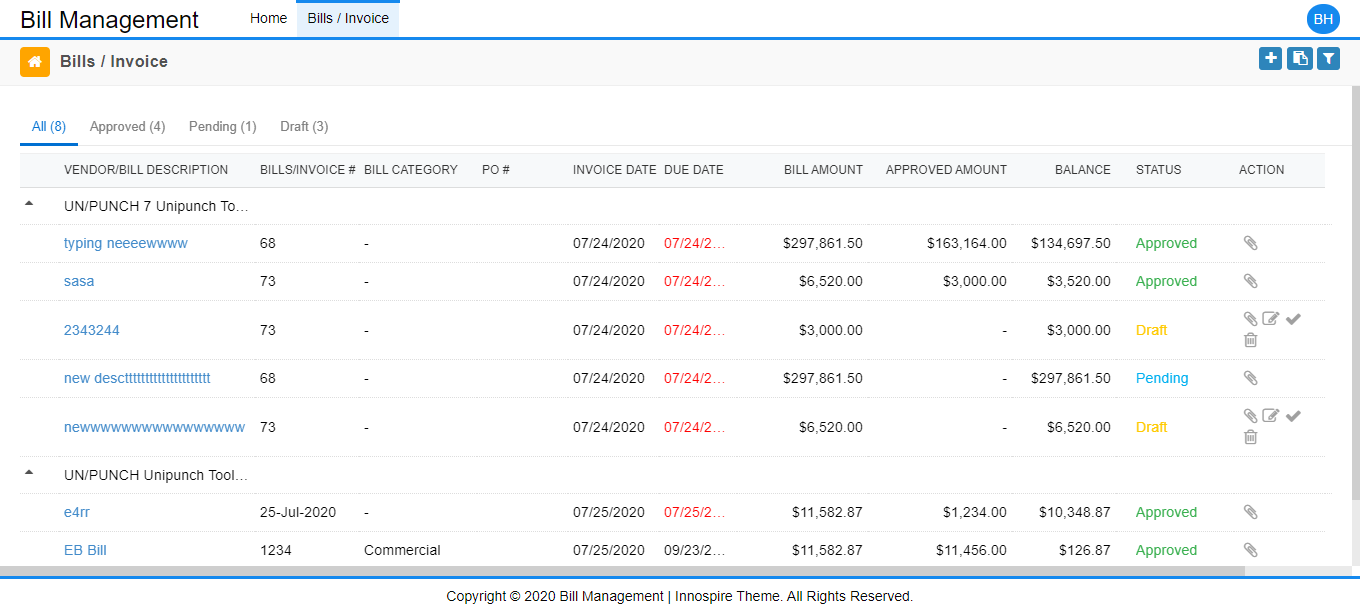 Bill Management Home Bills / Invoice BH
Bills / Invoice
All (8) Approved (4) Pending (1) Draft (3)
VENDOR/BILL DESCRIPTION BILLS/INVOICE # BILL CATEGORY PO # INVOICE DATE DUE DATE BILL AMOUNT APPROVED AMOUNT BALANCE STATUS ACTION
UN/PUNCH 7 Unipunch To...
typing neeeewwww 68 - 07/24/2020 07/24/2... $297,861.50 $163,164.00 $134,697.50 Approved
sasa 73 - 07/24/2020 07/24/2... $6,520.00 $3,000.00 $3,520.00 Approved
2343244 73 - 07/24/2020 07/24/2... $3,000.00 - $3,000.00 Draft
68 - 07/24/2020 07/24/2... $297,861.50 - $297,861.50 Pending
73 - 07/24/2020 07/24/2... $6,520.00 - $6,520.00 Draft
UN/PUNCH Unipunch Tool...
e4rr 25-Jul-2020 - 07/25/2020 07/25/2... $11,582.87 $1,234.00 $10,348.87 Approved
EB Bill 1234 Commercial 07/25/2020 09/23/2... $11,582.87 $11,456.00 $126.87 Approved
Copyright © 2020 Bill Management | Innospire Theme. All Rights Reserved.